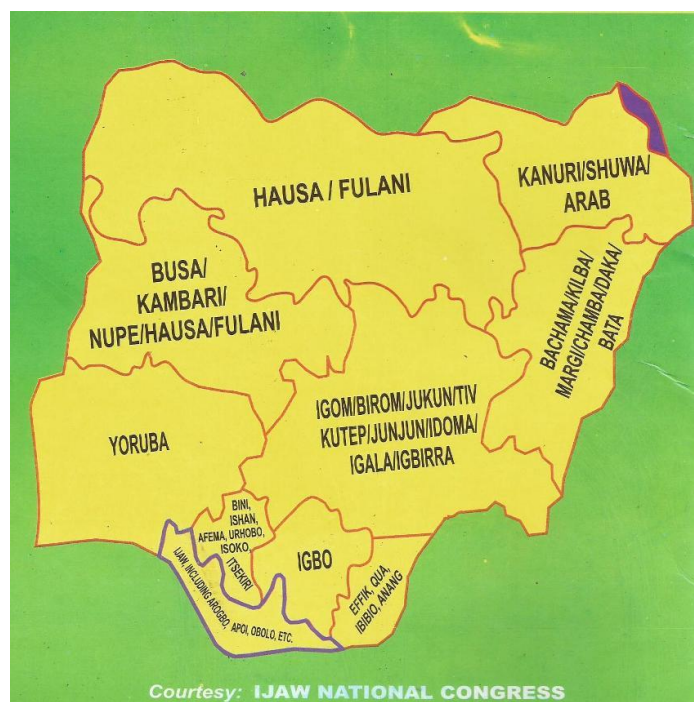 HAUSA / FULANI
KANURI/SHUWA/
ARAB
BUSA/
KAMBARI/
NUPE/HAUSA/FULANI
BACHAMA/KILBA/
MARGI/CHAMBA/DAKA/
BATA
YORUBA
IGOM/BIROM/JUKUN/TIV
KUTEP/JUNJUN/IDOMA/
IGALA/IGBIRRA
BINI,
ISHAN,
AFEMA, URHOBO,
ISOKO,
ITSEKIRI
IGBO
EFFIK, QUA,
IBIBIO, ANANG
IJAW, INCLUDING AROGBO, APOI, OBOLO, ETC.
Courtesy: IJAW NATIONAL CONGRESS